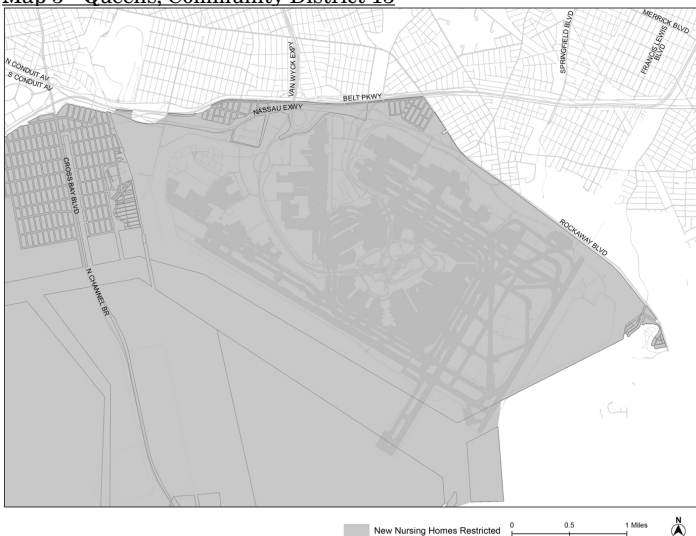 Map - Queens, Community District
MERRICK BLVD
SPRINGFIELD BLVD
FRANCIS LEWIS
BLVD
N CONDUIT AV
S CONDUIT AV
VAN WYCK EXPY
BELT PKWY
NASSAU EXWY
CROSS BAY BLVD
ROCKAWAY BLVD
N CHANNEL BR
New Nursing Homes Restricted
0 0.5 1 Miles
N